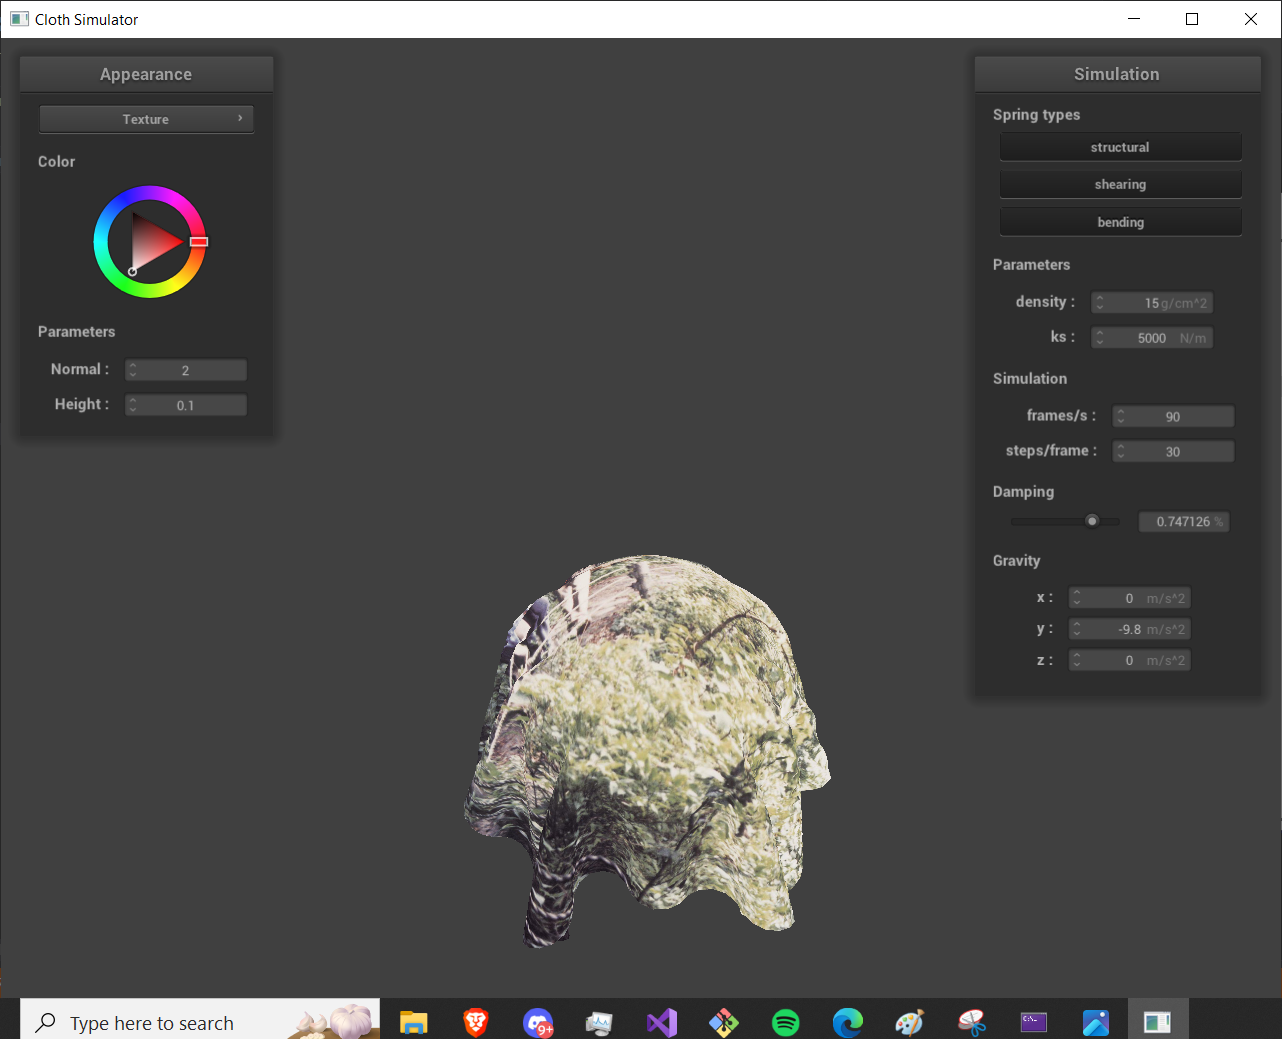 Cloth Simulator
Appearance
Texture
Color
Parameters
Normal : 2
Height : 0.1
Simulation
Spring types
structural
shearing
bending
Parameters
density : 15 g/cm^2
ks : 5000 N/m
Simulation
frames/s : 90
steps/frame : 30
Damping
0.747126 %
Gravity
x : 0 m/s^2
y : -9.8 m/s^2
z : 0 m/s^2
Type here to search
9+
C:\_